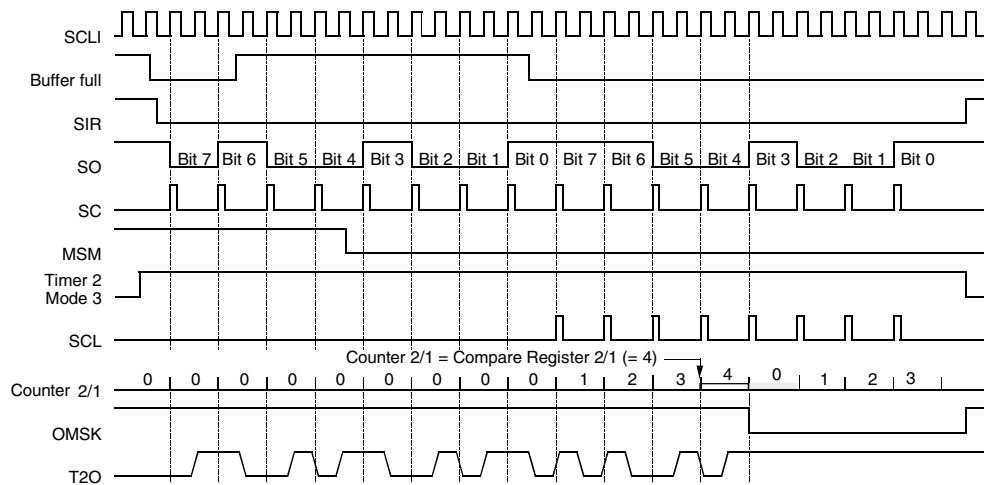 SCLI
Buffer full
SIR
SO Bit 7 Bit 6 Bit 5 Bit 4 Bit 3 Bit 2 Bit 1 Bit 0 Bit 7 Bit 6 Bit 5 Bit 4 Bit 3 Bit 2 Bit 1 Bit 0
SC
MSM
Timer 2
Mode 3
SCL
Counter 2/1 = Compare Register 2/1 (= 4)
Counter 2/1 0 0 0 0 0 0 0 0 0 1 2 3 4 0 1 2 3
OMSK
T2O